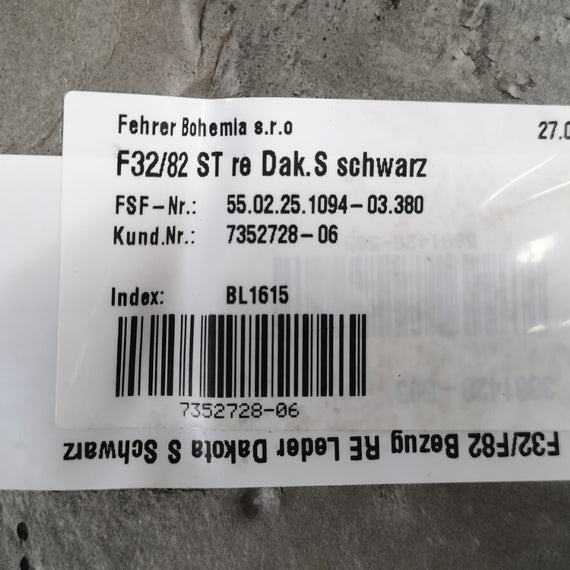 Fehrer Bohemia s.r.o
27.0
F32/82 ST re Dak.S schwarz
FSF-Nr.: 55.02.25.1094-03.380
Kund.Nr.: 7352728-06
Index: BL1615
7352728-06
F32/F82 Bezug RE Leder Dakota S Schwarz